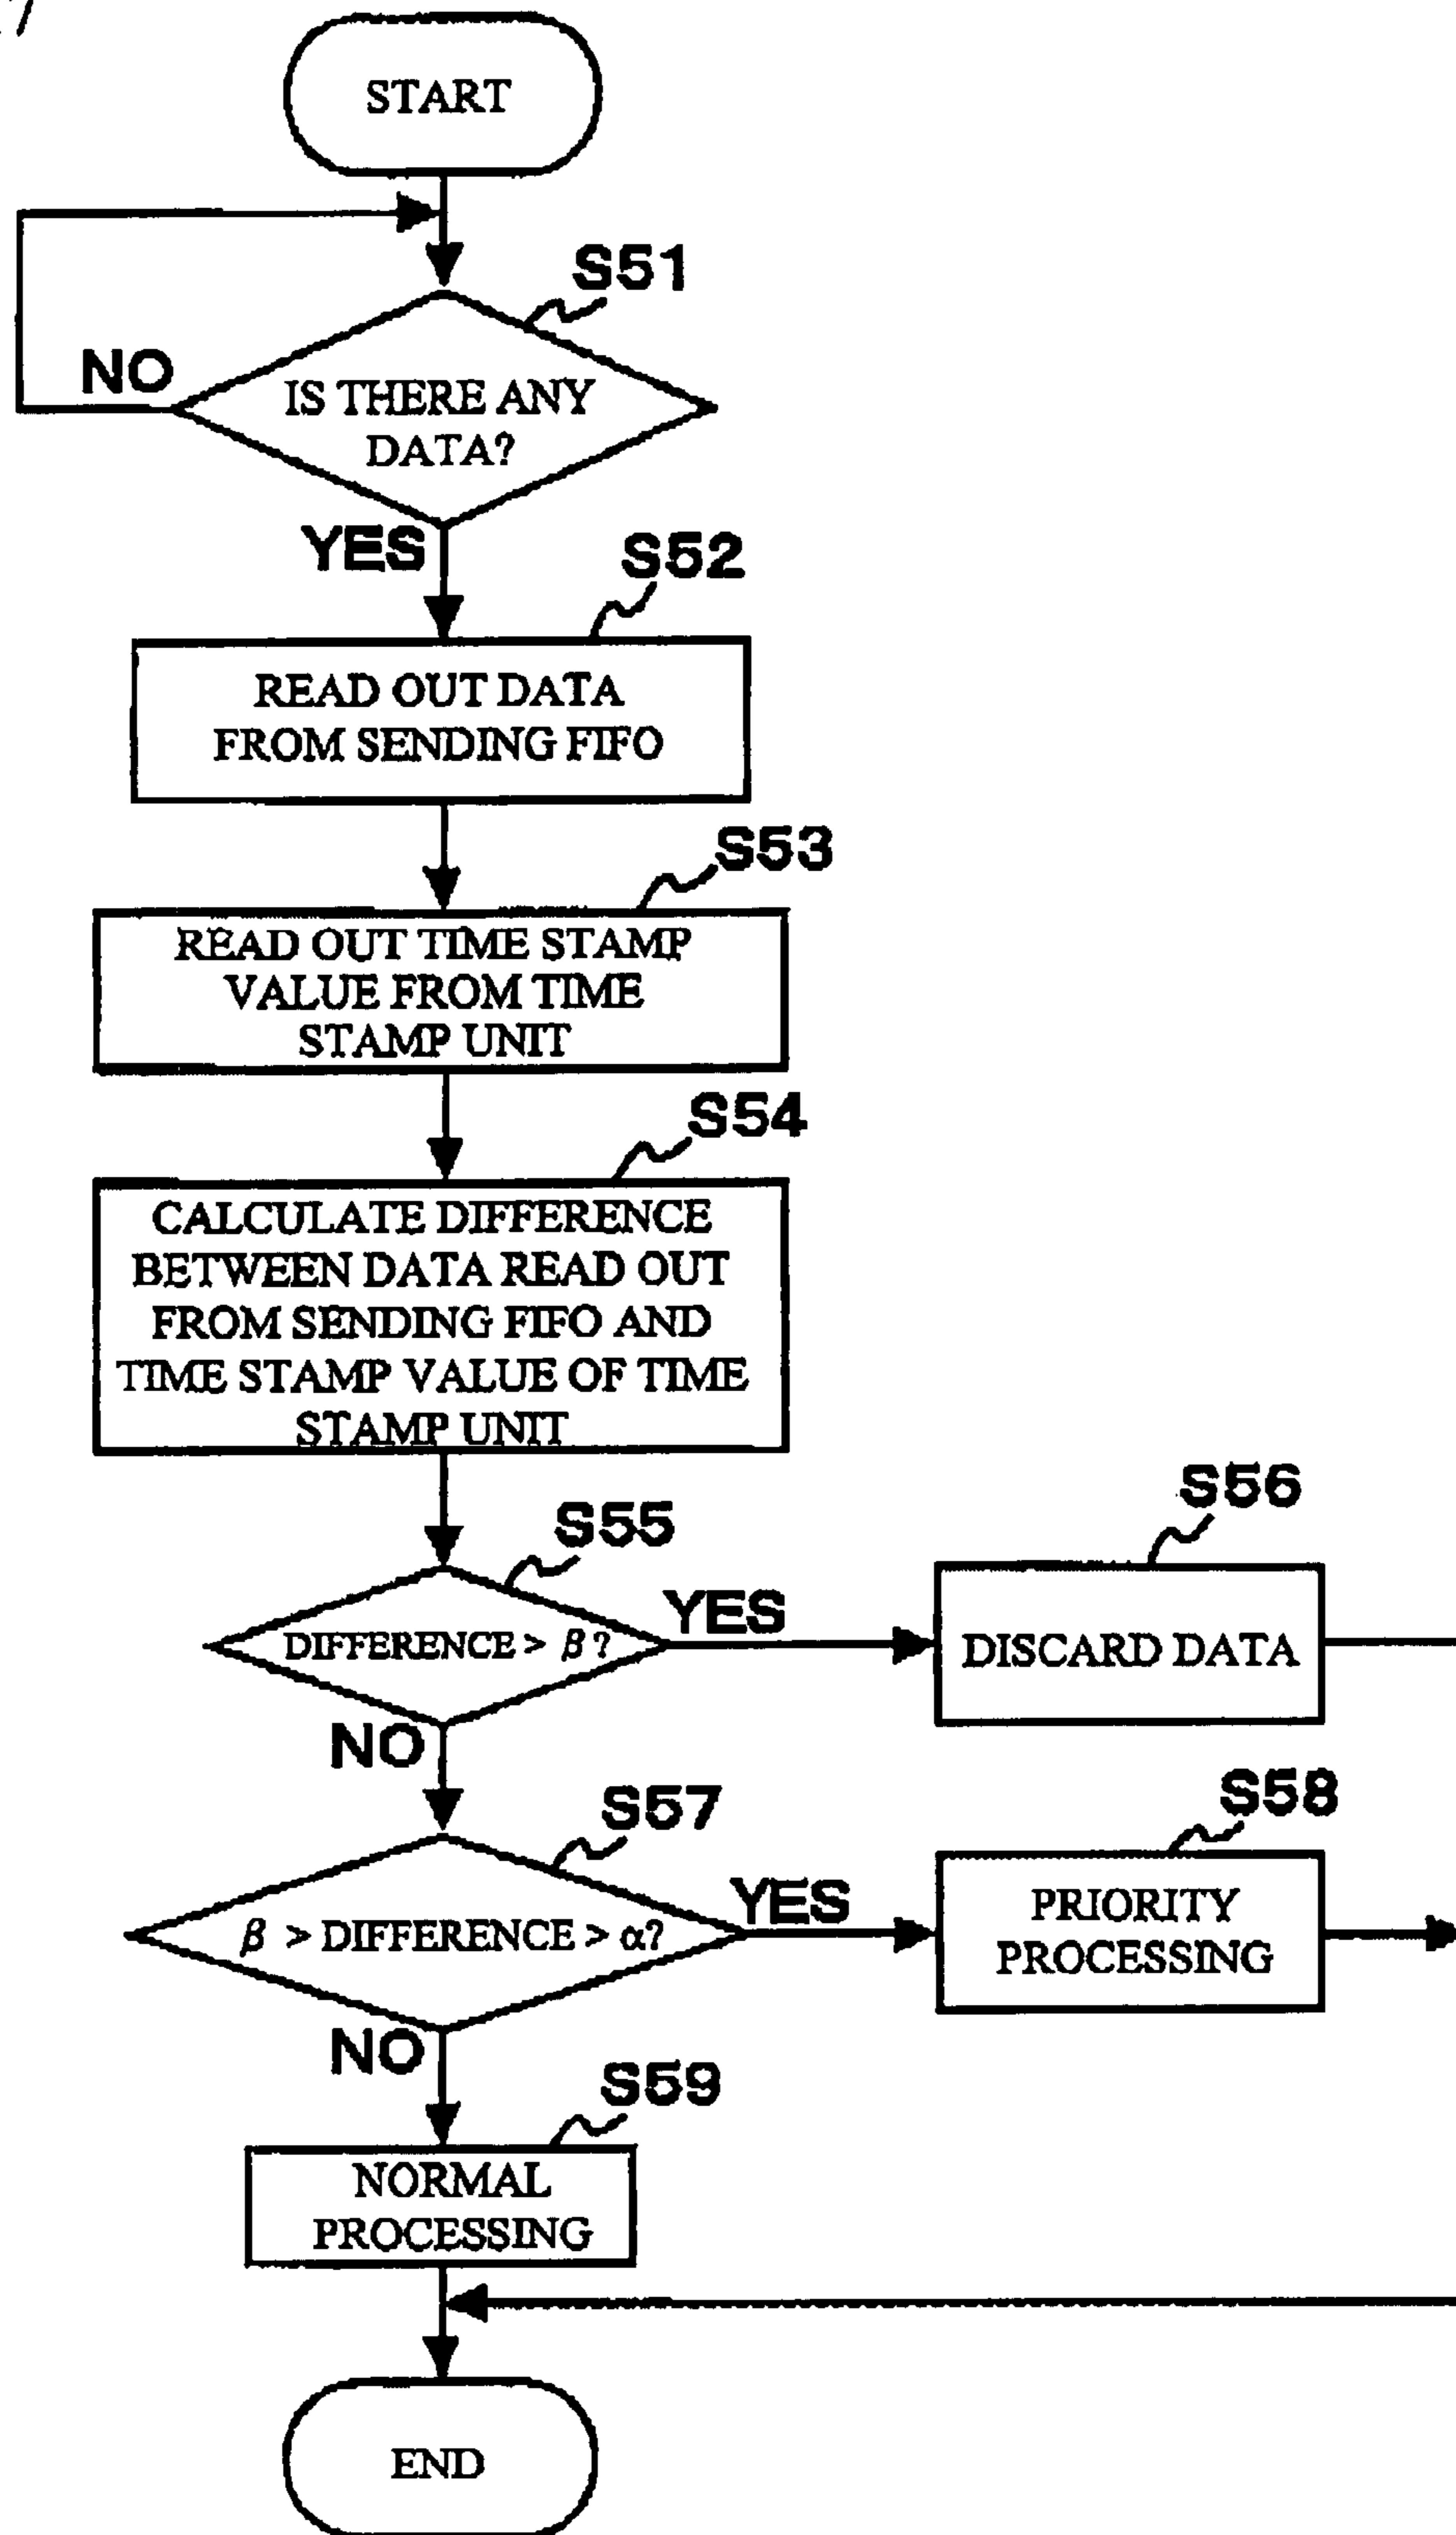 START
S51
NO
IS THERE ANY
DATA?
YES
S52
READ OUT DATA
FROM SENDING FIFO
S53
READ OUT TIME STAMP
VALUE FROM TIME
STAMP UNIT
S54
CALCULATE DIFFERENCE
BETWEEN DATA READ OUT
FROM SENDING FIFO AND
TIME STAMP VALUE OF TIME
STAMP UNIT
S55
DIFFERENCE > β ?
YES
S56
DISCARD DATA
NO
S57
β > DIFFERENCE > α?
YES
S58
PRIORITY
PROCESSING
NO
S59
NORMAL
PROCESSING
END